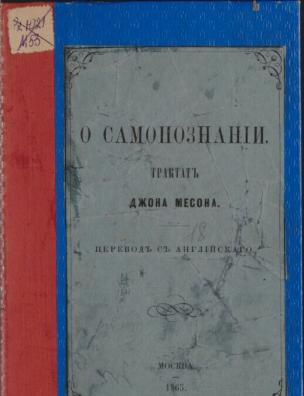 О САМОПОЗНАНІИ.
ТРАКТАТЪ
ДЖОНА МЕСОНА.
ПЕРЕВОДЪ СЪ АНГЛІЙСКАГО.
МОСКВА
1865.